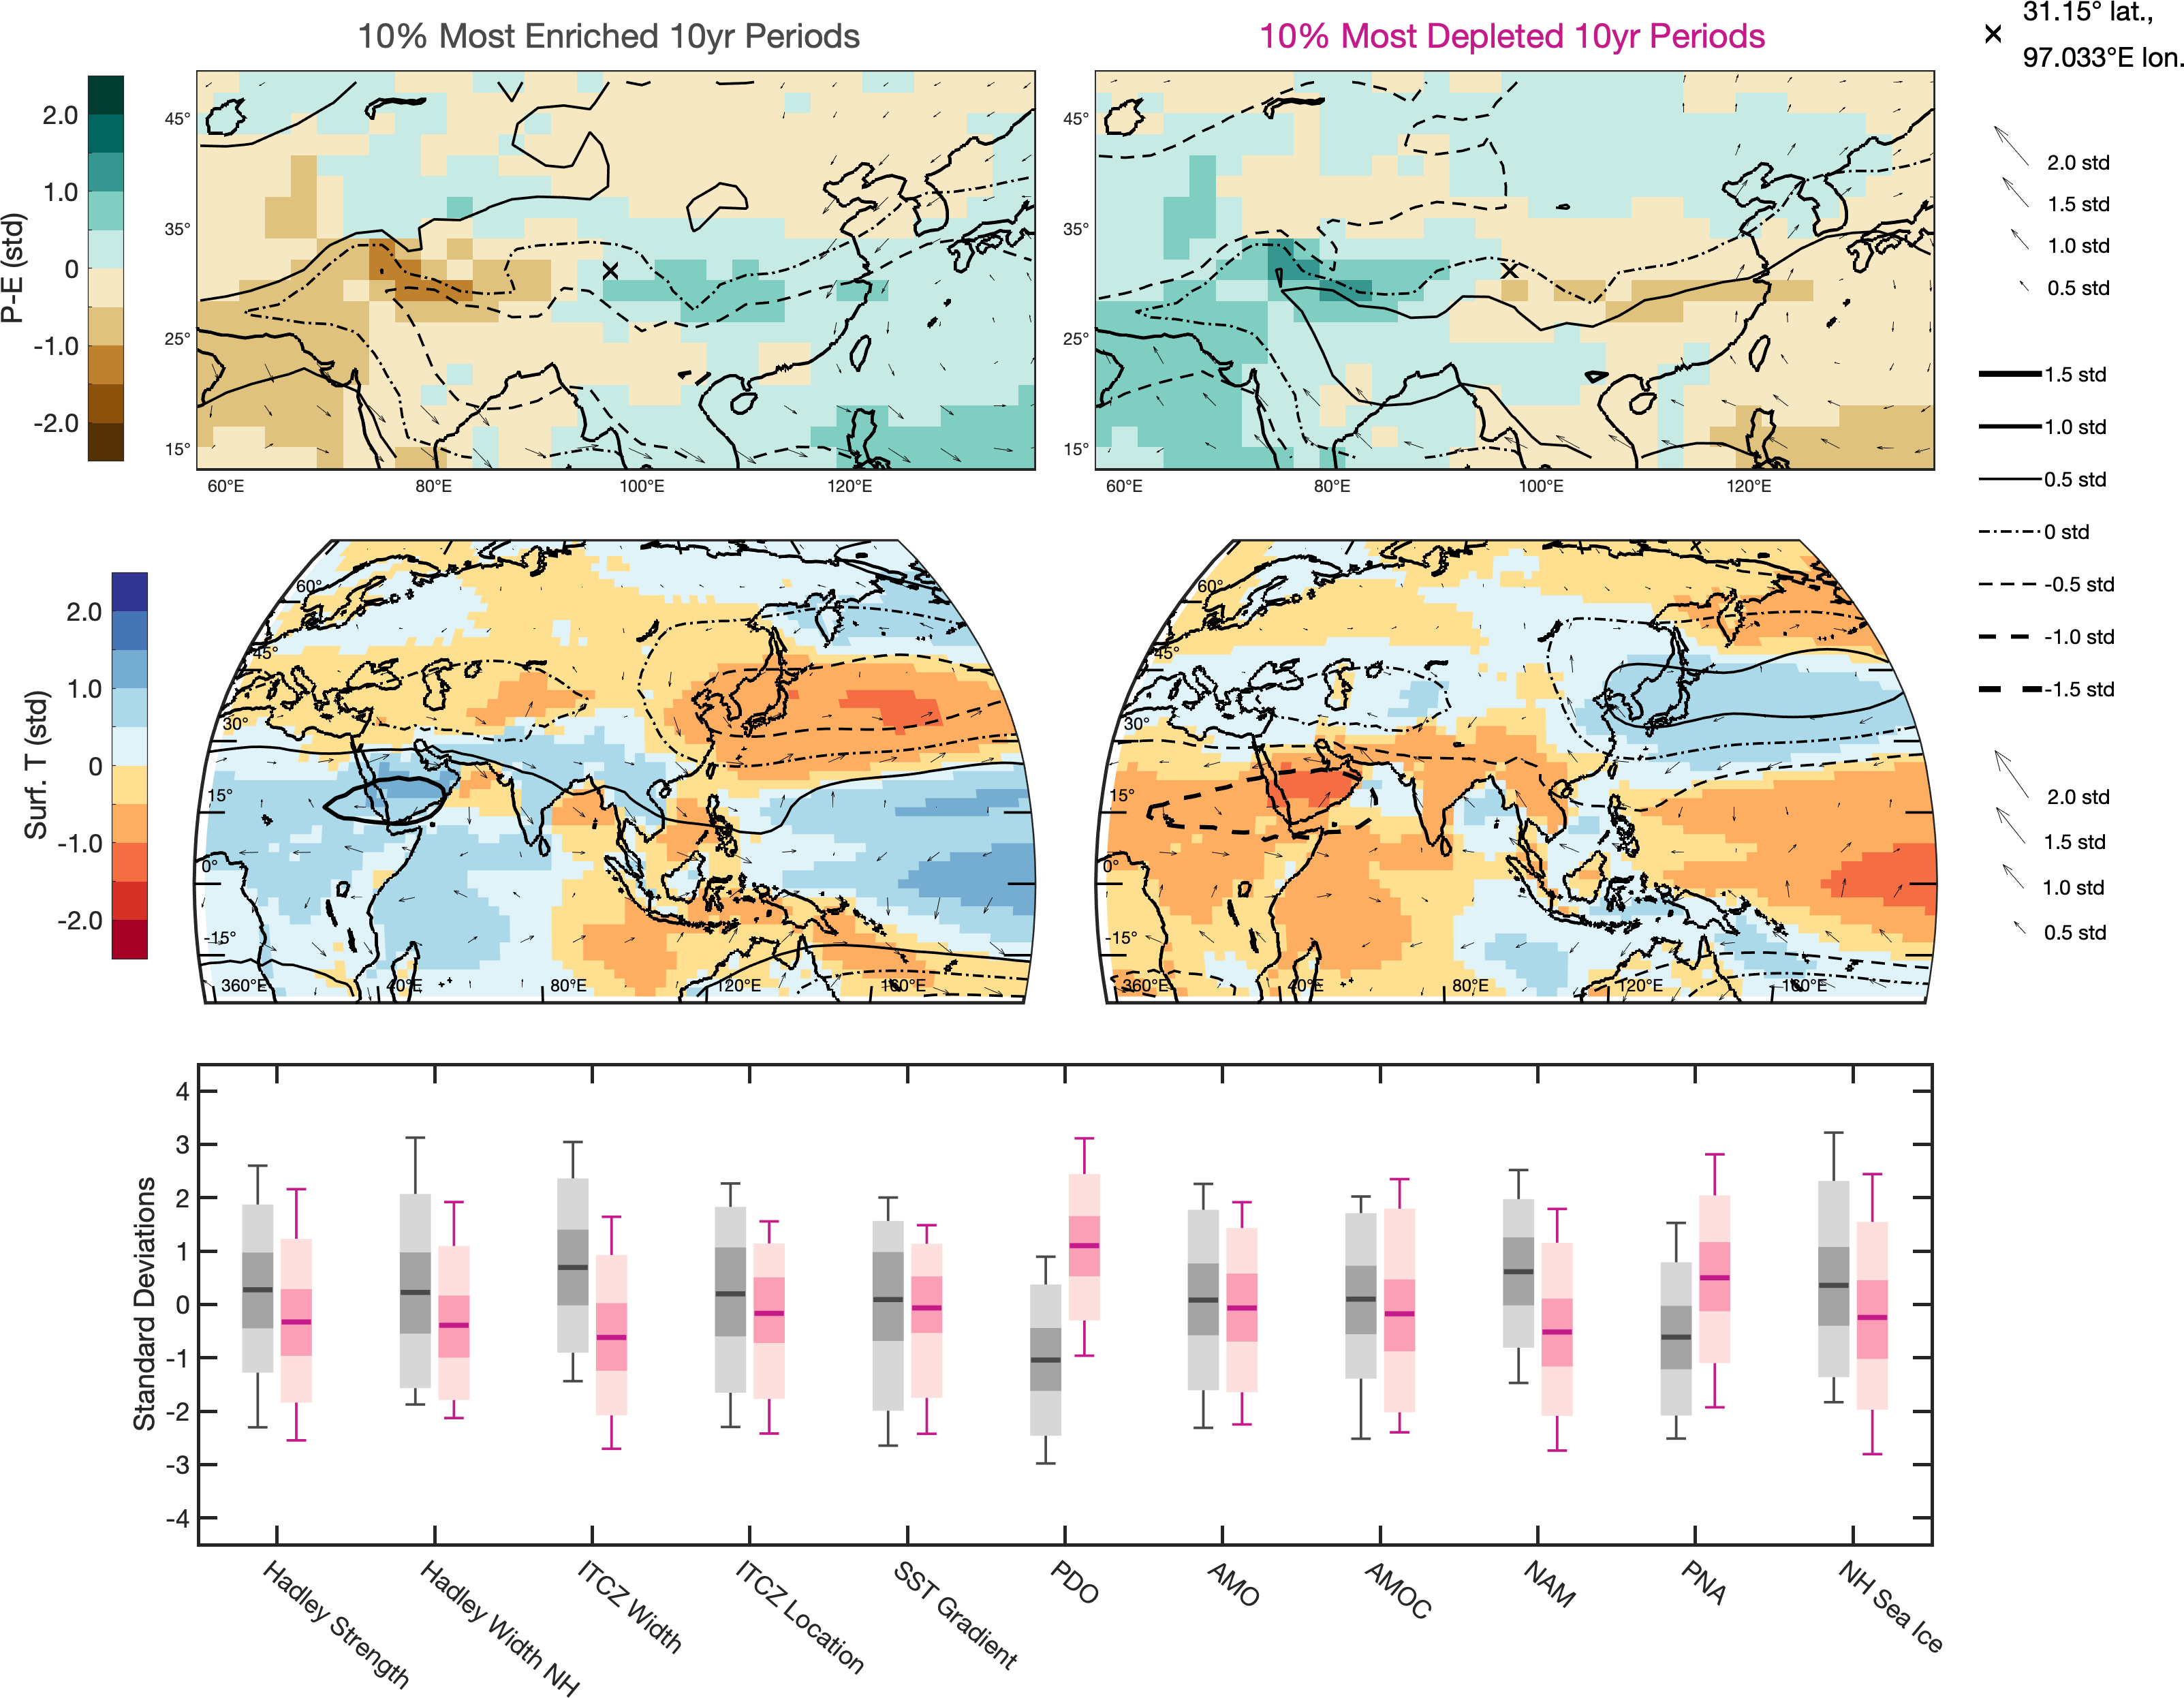 10% Most Enriched 10yr Periods
10% Most Depleted 10yr Periods
31.15° lat.,
97.033°E lon.
P-E (std)
2.0
1.0
0
-1.0
-2.0
45°
35°
25°
15°
60°E
80°E
100°E
120°E
45°
35°
25°
15°
60°E
80°E
100°E
120°E
2.0 std
1.5 std
1.0 std
0.5 std
1.5 std
1.0 std
0.5 std
0 std
-0.5 std
-1.0 std
-1.5 std
Surf. T (std)
2.0
1.0
0
-1.0
-2.0
60°
45°
30°
15°
0°
-15°
360°E
40°E
80°E
120°E
160°E
60°
45°
30°
15°
0°
-15°
360°E
40°E
80°E
120°E
160°E
2.0 std
1.5 std
1.0 std
0.5 std
Standard Deviations
4
3
2
1
0
-1
-2
-3
-4
Hadley Strength
Hadley Width NH
ITCZ Width
ITCZ Location
SST Gradient
PDO
AMO
AMOC
NAM
PNA
NH Sea Ice